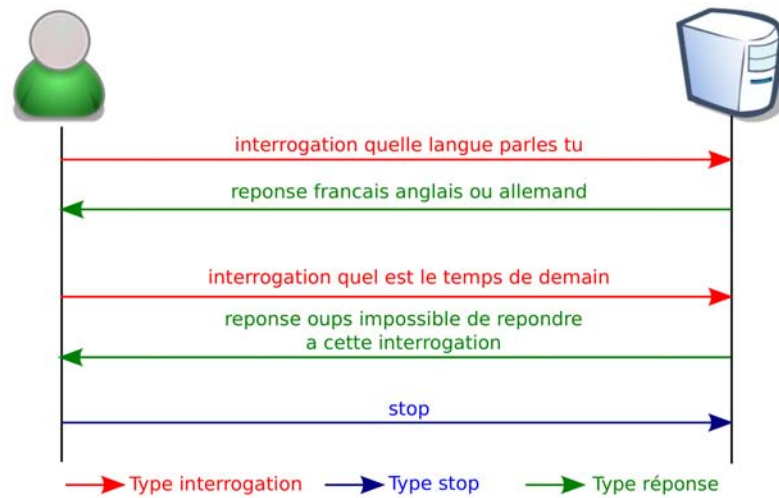 interrogation quelle langue parles tu
reponse francais anglais ou allemand
interrogation quel est le temps de demain
reponse oups impossible de repondre
a cette interrogation
stop
Type interrogation
Type stop
Type réponse